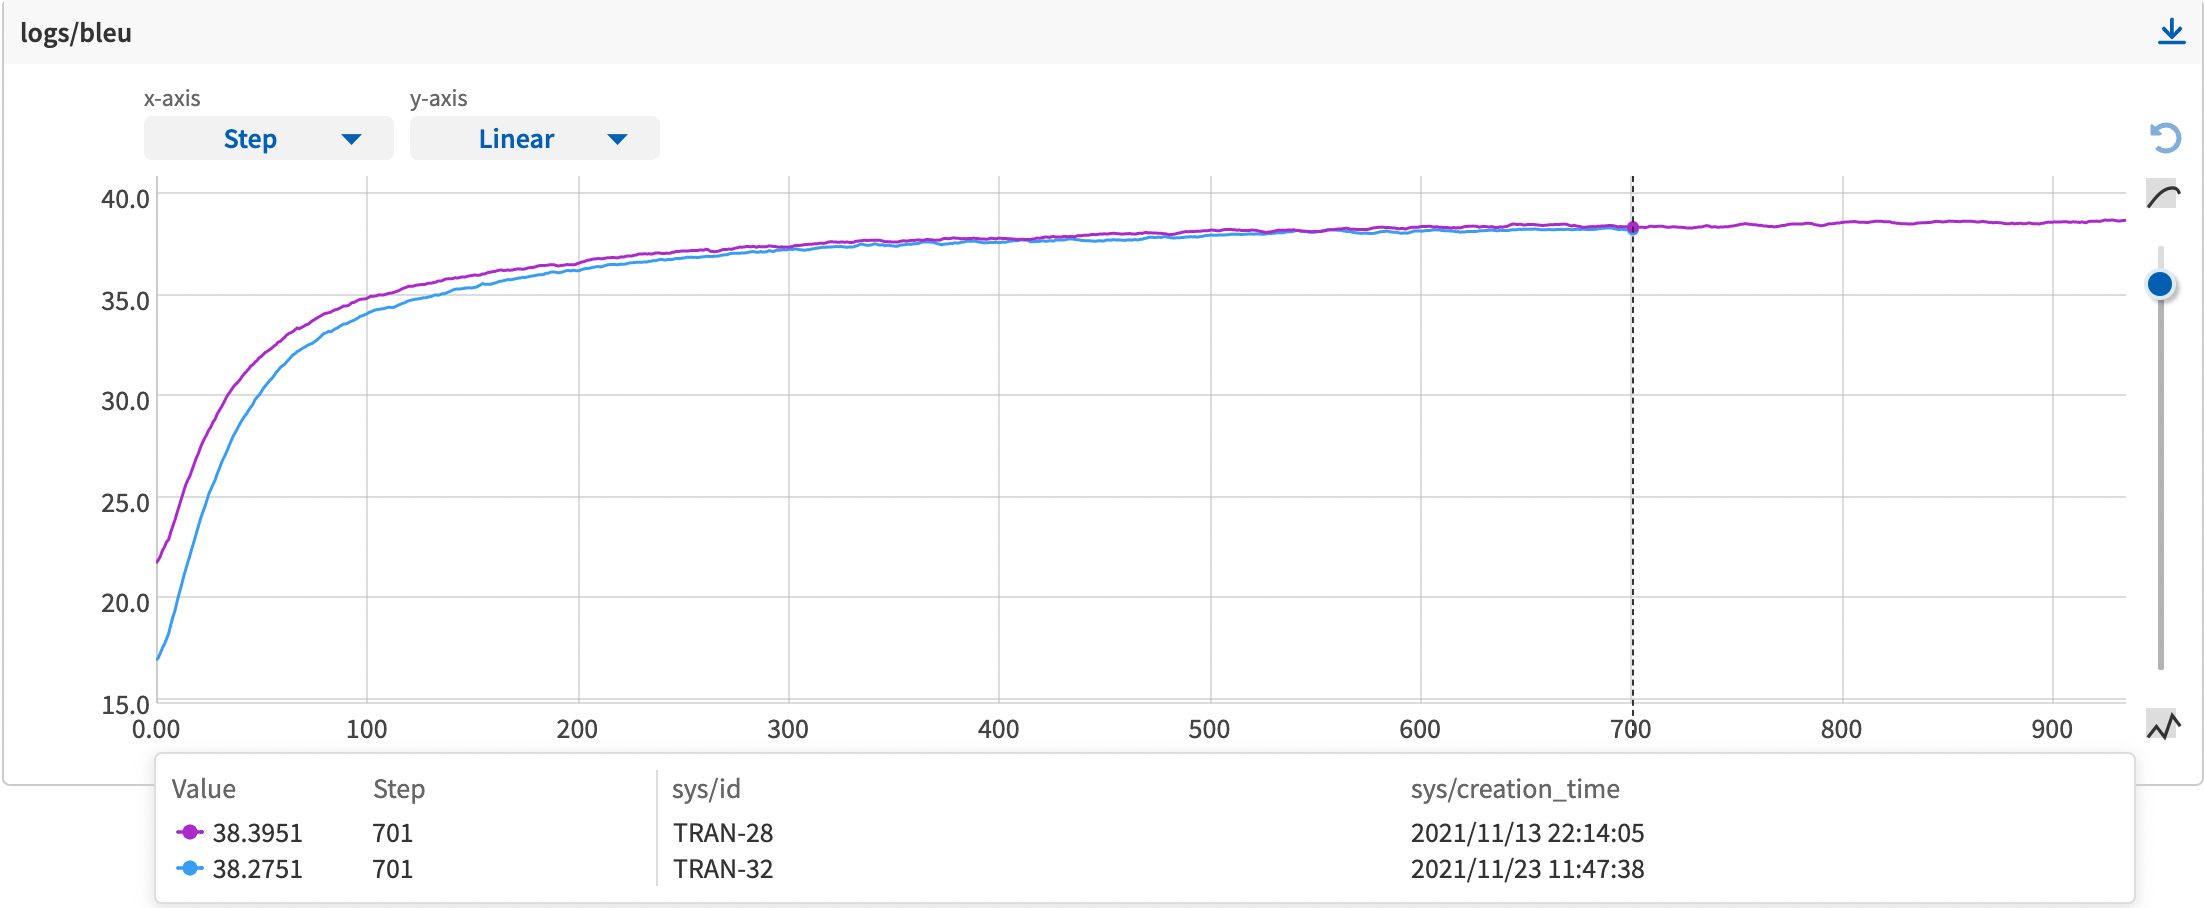 logs/bleu
x-axis y-axis
Step Linear
40.0
35.0
30.0
25.0
20.0
15.0
0.00 100 200 300 400 500 600 700 800 900
Value Step sys/id sys/creation_time
38.3951 701 TRAN-28 2021/11/13 22:14:05
38.2751 701 TRAN-32 2021/11/23 11:47:38